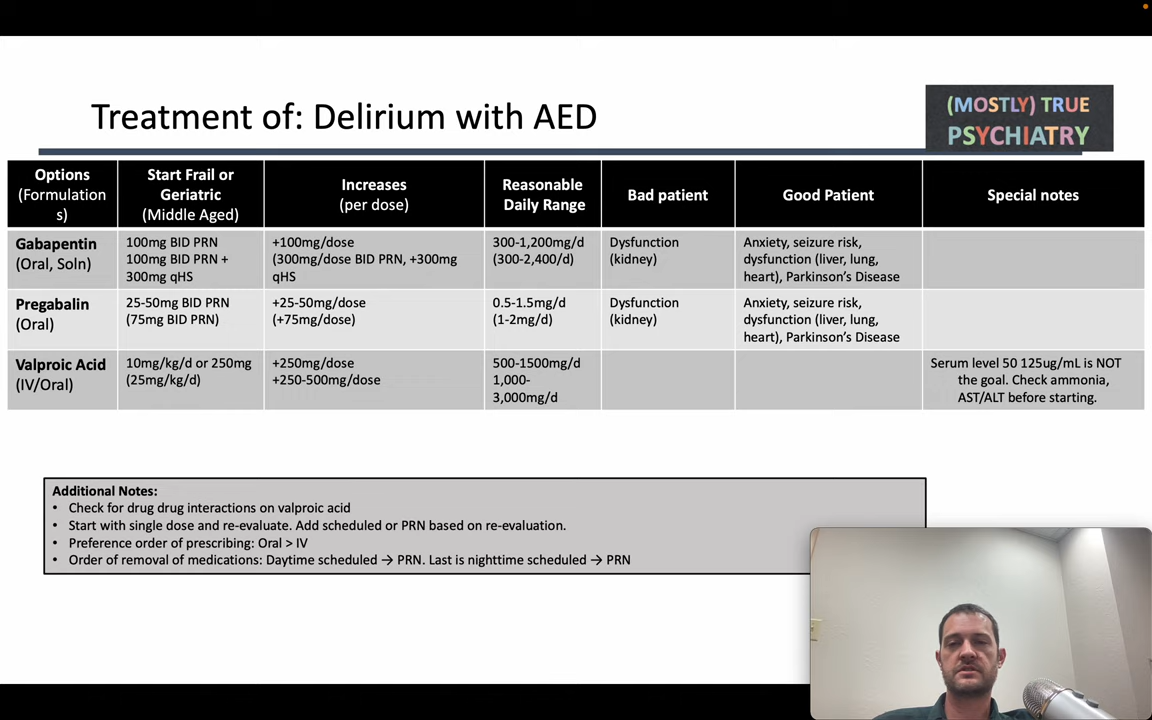 (MOSTLY) TRUE
PSYCHIATRY
Treatment of: Delirium with AED
Options
(Formulation
s)
Start Frail or
Geriatric
(Middle Aged)
Increases
(per dose)
Reasonable
Daily Range
Bad patient
Good Patient
Special notes
Gabapentin
(Oral, Soln)
100mg BID PRN
100mg BID PRN +
300mg qHS
+100mg/dose
(300mg/dose BID PRN, +300mg
qHS
300-1,200mg/d
(300-2,400/d)
Dysfunction
(kidney)
Anxiety, seizure risk,
dysfunction (liver, lung,
heart), Parkinson's Disease
Pregabalin
(Oral)
25-50mg BID PRN
(75mg BID PRN)
+25-50mg/dose
(+75mg/dose)
0.5-1.5mg/d
(1-2mg/d)
Dysfunction
(kidney)
Anxiety, seizure risk,
dysfunction (liver, lung,
heart), Parkinson's Disease
Valproic Acid
(IV/Oral)
10mg/kg/d or 250mg
(25mg/kg/d)
+250mg/dose
+250-500mg/dose
500-1500mg/d
1,000-
3,000mg/d
Serum level 50 125ug/mL is NOT
the goal. Check ammonia,
AST/ALT before starting.
Additional Notes:
• Check for drug drug interactions on valproic acid
• Start with single dose and re-evaluate. Add scheduled or PRN based on re-evaluation.
• Preference order of prescribing: Oral > IV
• Order of removal of medications: Daytime scheduled → PRN. Last is nighttime scheduled → PRN